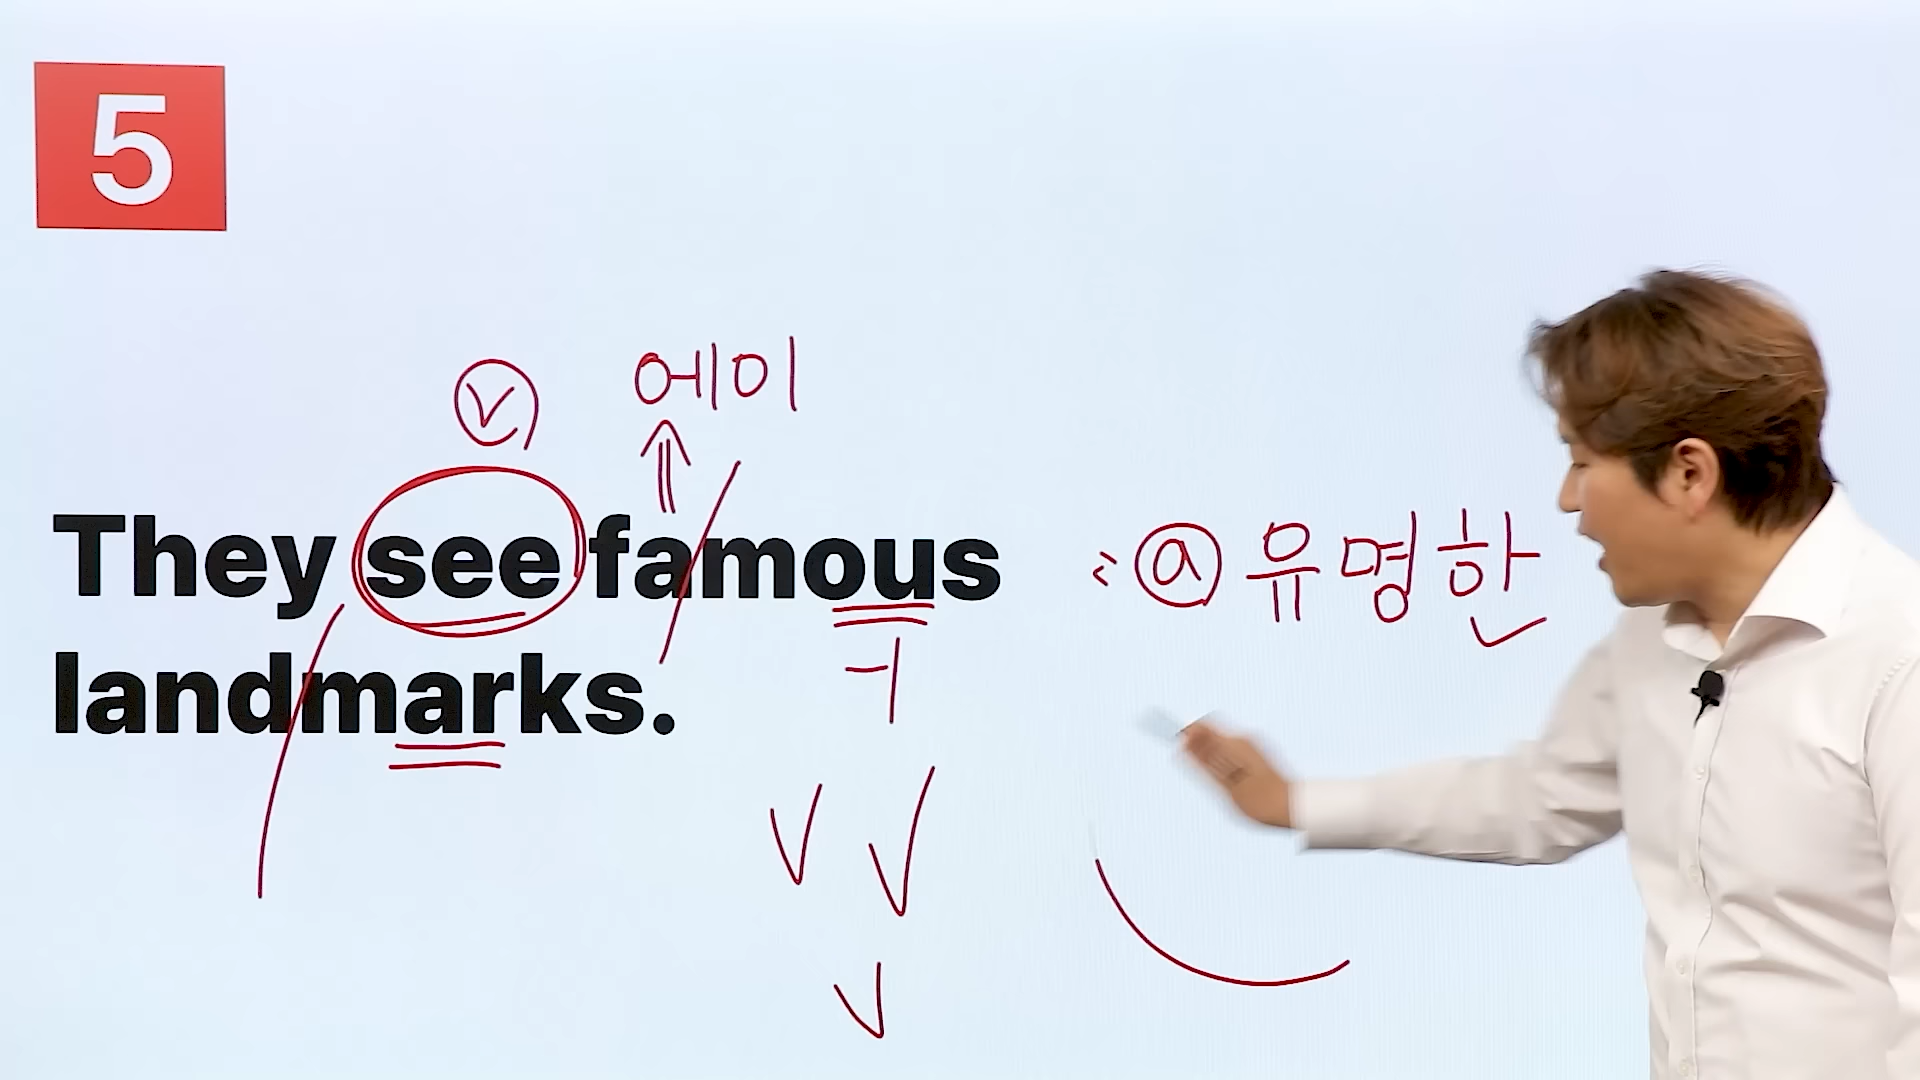 5
ⓥ 에이
They see famous
landmarks.
ㅓ
: ⓐ 유명한